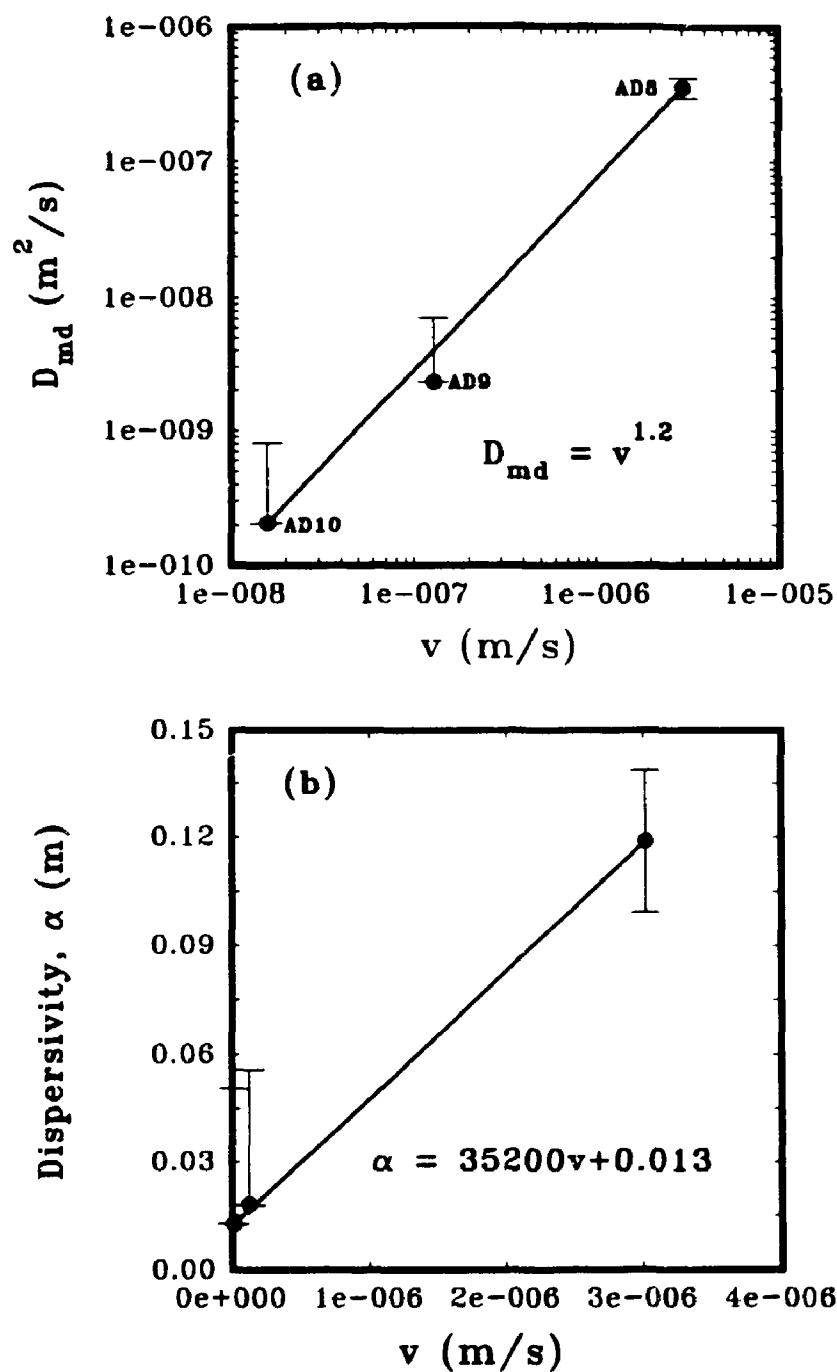 1e-006
(a)
AD8
1e-007
D_md (m²/s)
1e-008
AD9
1e-009
D_md = v^1.2
AD10
1e-010
1e-008 1e-007 1e-006 1e-005
v (m/s)
0.15
(b)
0.12
0.09
Dispersivity, α (m)
0.06
α = 35200v+0.013
0.03
0.00
0e+000 1e-006 2e-006 3e-006 4e-006
v (m/s)